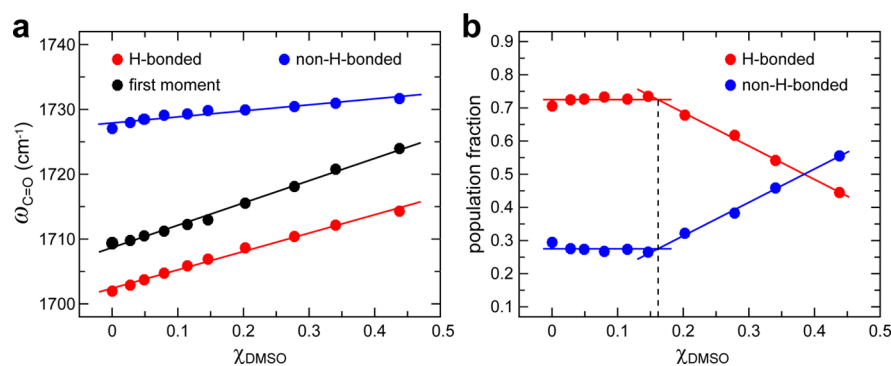 a
H-bonded
non-H-bonded
first moment
1740
1730
1720
1710
1700
ωC=O (cm-1)
0
0.1
0.2
0.3
0.4
0.5
χDMSO
b
H-bonded
non-H-bonded
0.9
0.8
0.7
0.6
0.5
0.4
0.3
0.2
0.1
population fraction
0
0.1
0.2
0.3
0.4
0.5
χDMSO